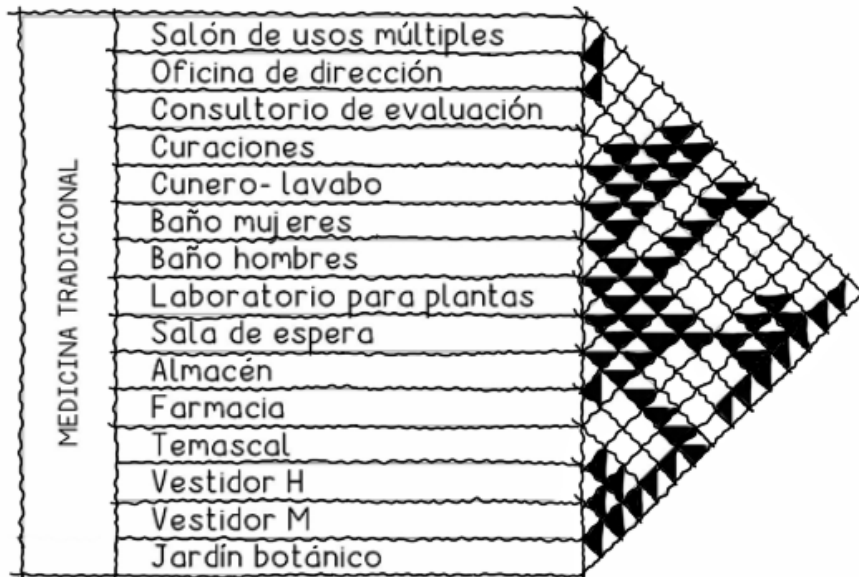 MEDICINA TRADICIONAL
Salón de usos múltiples
Oficina de dirección
Consultorio de evaluación
Curaciones
Cunero- lavabo
Baño mujeres
Baño hombres
Laboratorio para plantas
Sala de espera
Almacén
Farmacia
Temascal
Vestidor H
Vestidor M
Jardín botánico